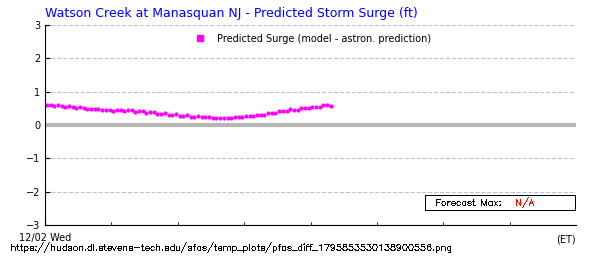 Watson Creek at Manasquan NJ - Predicted Storm Surge (ft)
3
Predicted Surge (model - astron. prediction)
2
1
0
−1
−2
Forecast Max: N/A
−3
12/02 Wed
(ET)
https://hudson.dl.stevens-tech.edu/sfas/temp_plots/pfas_diff_1795853530138900556.png